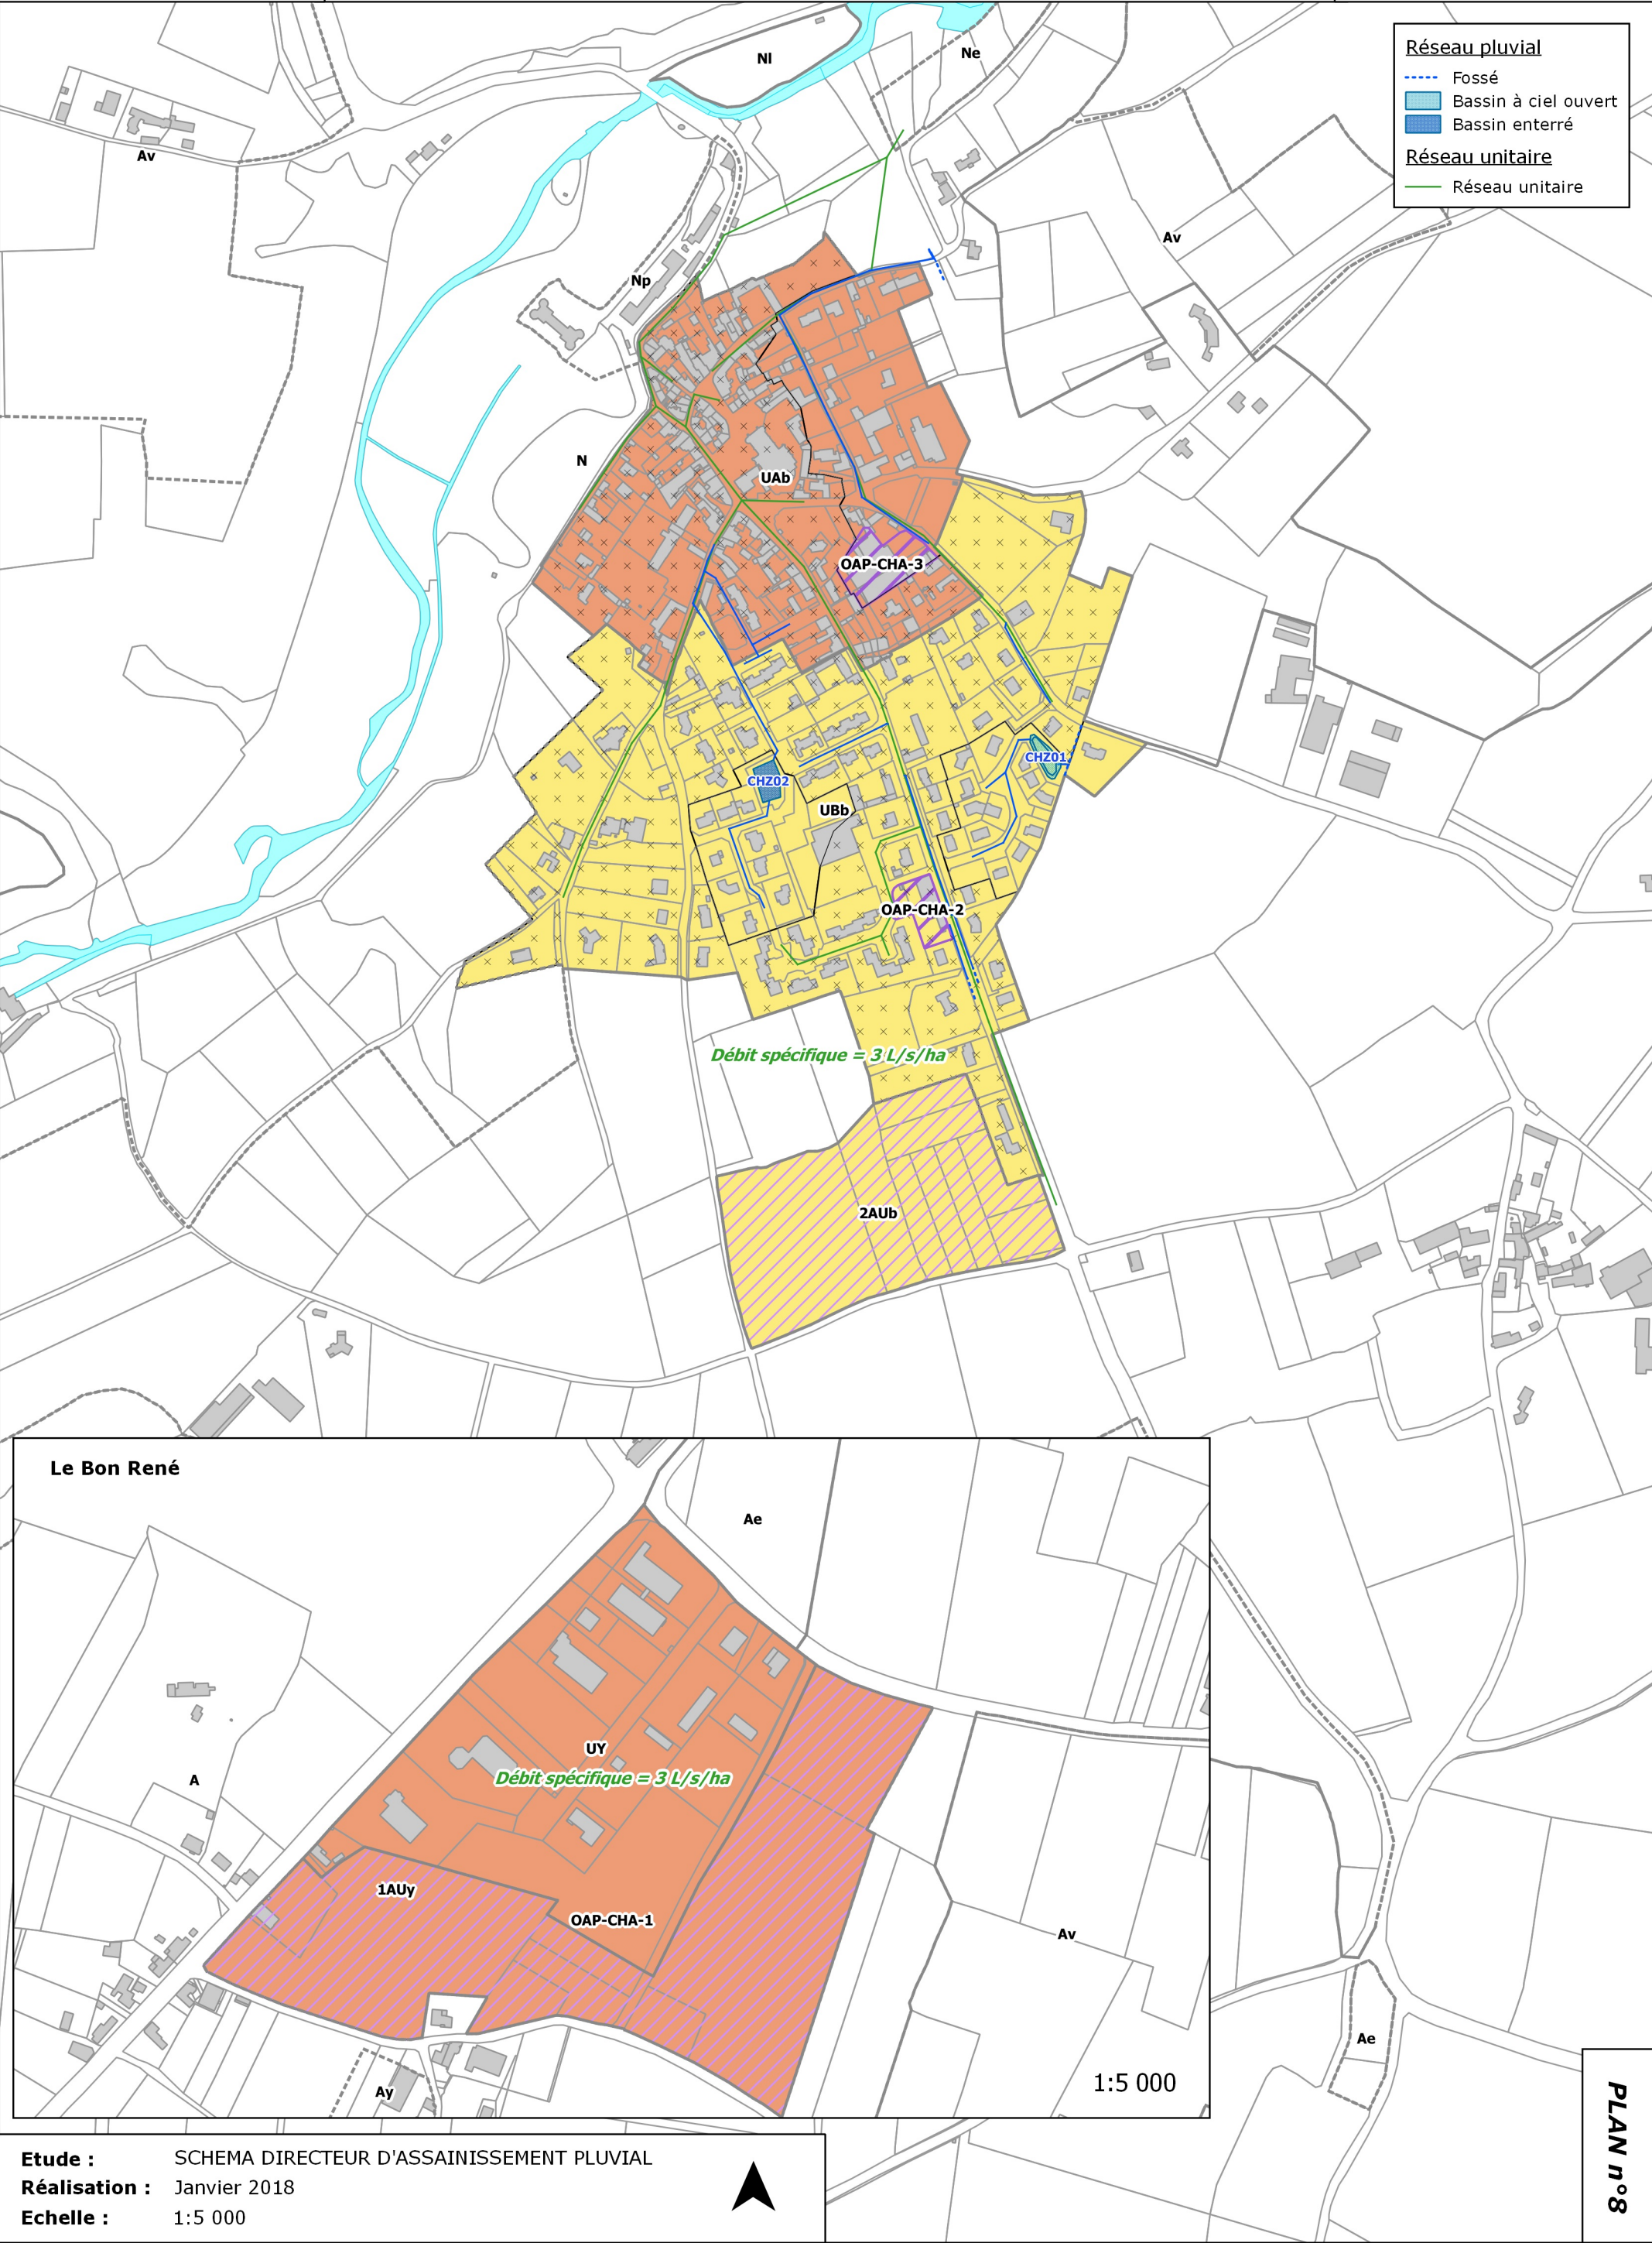 Réseau pluvial
Fossé
Bassin à ciel ouvert
Bassin enterré
Réseau unitaire
Réseau unitaire
Nl
Ne
Av
Av
Np
N
UAb
OAP-CHA-3
CHZ01
CHZ02
UBb
OAP-CHA-2
Débit spécifique = 3 L/s/ha
2AUb
Le Bon René
Ae
UY
Débit spécifique = 3 L/s/ha
A
1AUy
OAP-CHA-1
Av
Ay
1:5 000
Ae
PLAN n°8
Etude : SCHEMA DIRECTEUR D'ASSAINISSEMENT PLUVIAL
Réalisation : Janvier 2018
Echelle : 1:5 000